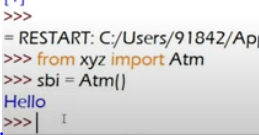 >>>
= RESTART: C:/Users/91842/App
>>> from xyz import Atm
>>> sbi = Atm()
Hello
>>>